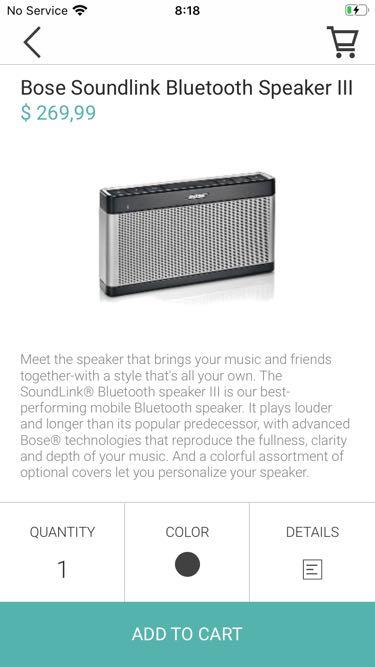 No Service 8:18
Bose Soundlink Bluetooth Speaker III
$ 269,99
Meet the speaker that brings your music and friends
together-with a style that's all your own. The
SoundLink® Bluetooth speaker III is our best-
performing mobile Bluetooth speaker. It plays louder
and longer than its popular predecessor, with advanced
Bose® technologies that reproduce the fullness, clarity
and depth of your music. And a colorful assortment of
optional covers let you personalize your speaker.
QUANTITY COLOR DETAILS
1
ADD TO CART